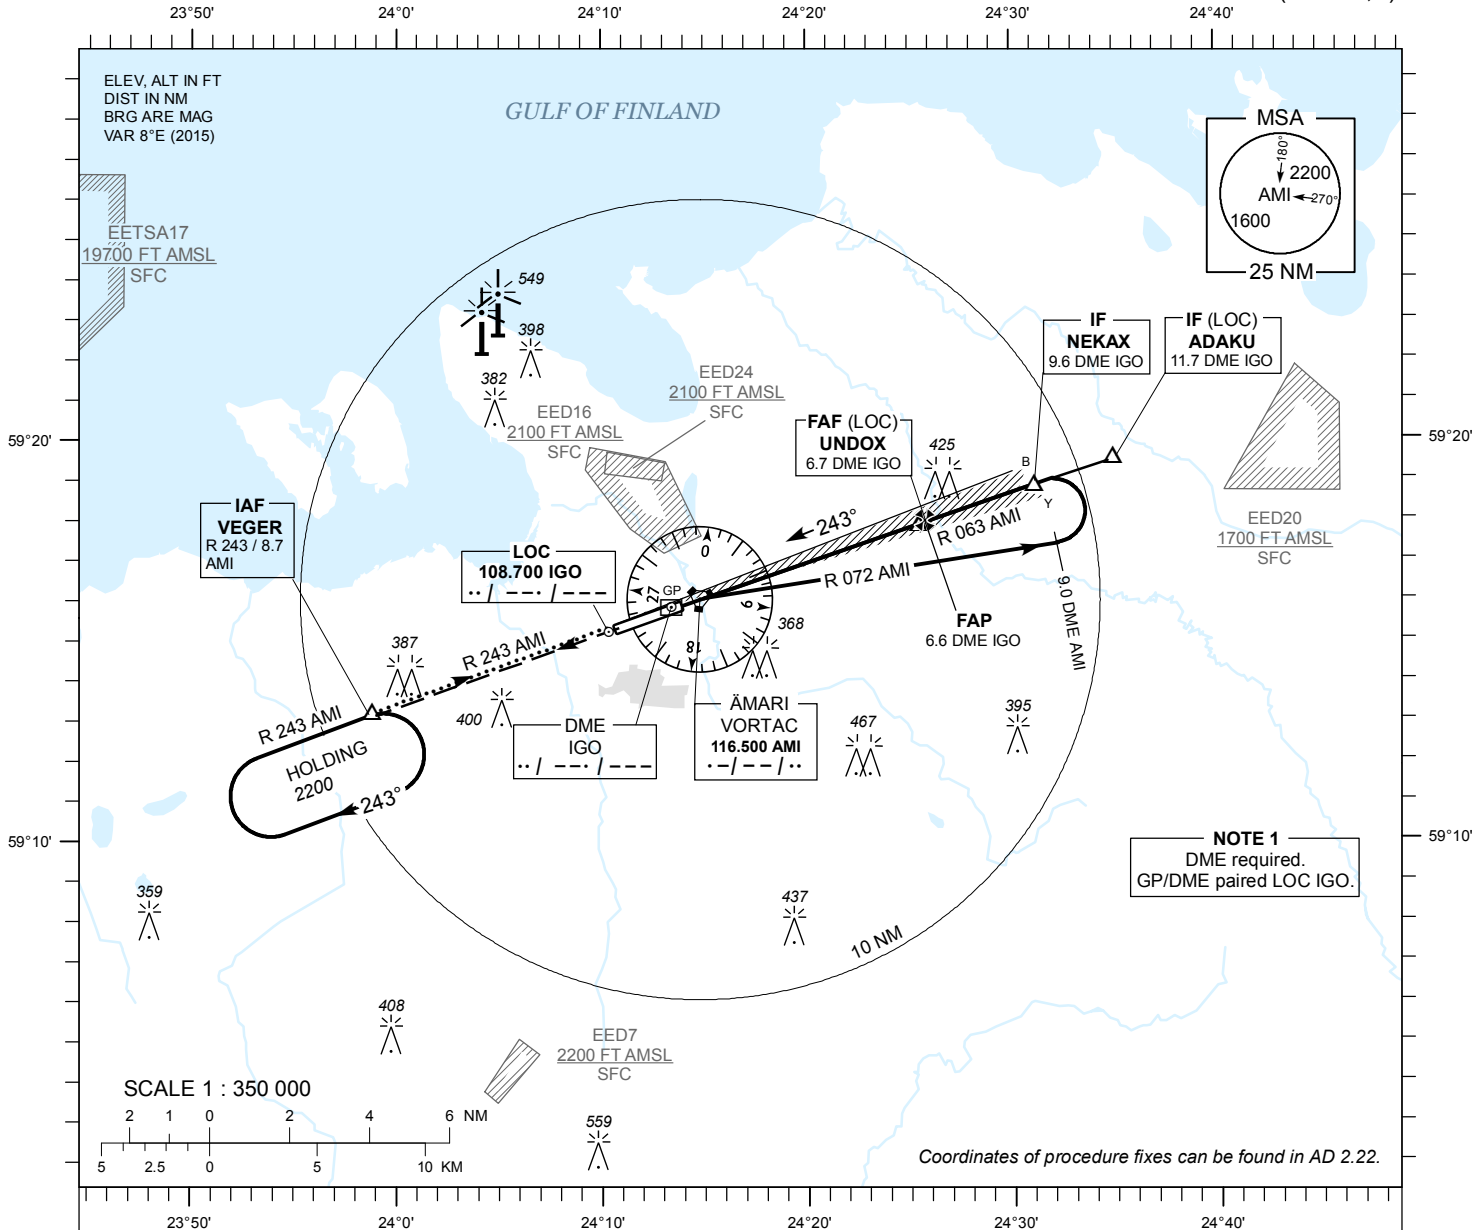 23°50'
24°0'
24°10'
24°20'
24°30'
24°40'
ELEV, ALT IN FT
DIST IN NM
BRG ARE MAG
VAR 8°E (2015)
GULF OF FINLAND
MSA
180°
2200
AMI
270°
1600
25 NM
EETSA17
19700 FT AMSL
SFC
549
398
382
EED24
2100 FT AMSL
SFC
EED16
2100 FT AMSL
SFC
IF
NEKAX
9.6 DME IGO
IF (LOC)
ADAKU
11.7 DME IGO
FAF (LOC)
UNDOX
6.7 DME IGO
425
B
Y
59°20'
59°20'
EED20
1700 FT AMSL
SFC
IAF
VEGER
R 243 / 8.7
AMI
LOC
108.700 IGO
·· / – – · / – – –
243°
R 063 AMI
R 072 AMI
9.0 DME AMI
FAP
6.6 DME IGO
GP
0
9
18
27
368
387
R 243 AMI
R 243 AMI
HOLDING
2200
243°
400
DME
IGO
·· / – – · / – – –
ÄMARI
VORTAC
116.500 AMI
· – / – – / ··
467
395
59°10'
59°10'
NOTE 1
DME required.
GP/DME paired LOC IGO.
359
437
10 NM
408
EED7
2200 FT AMSL
SFC
559
SCALE 1 : 350 000
2 1 0 2 4 6 NM
5 2.5 0 5 10 KM
Coordinates of procedure fixes can be found in AD 2.22.
23°50'
24°0'
24°10'
24°20'
24°30'
24°40'